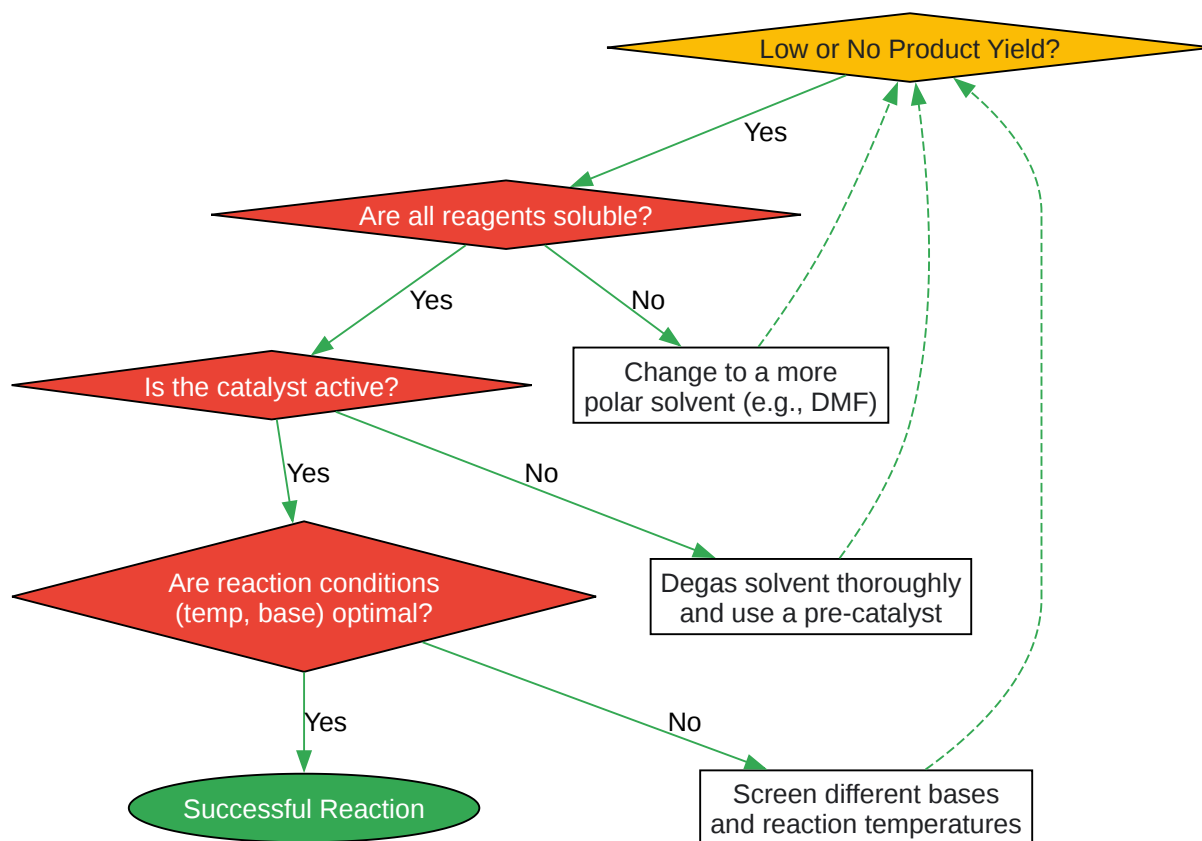 Low or No Product Yield?
Yes
Are all reagents soluble?
Yes
No
Change to a more
polar solvent (e.g., DMF)
Is the catalyst active?
Yes
No
Degas solvent thoroughly
and use a pre-catalyst
Are reaction conditions
(temp, base) optimal?
Yes
No
Successful Reaction
Screen different bases
and reaction temperatures